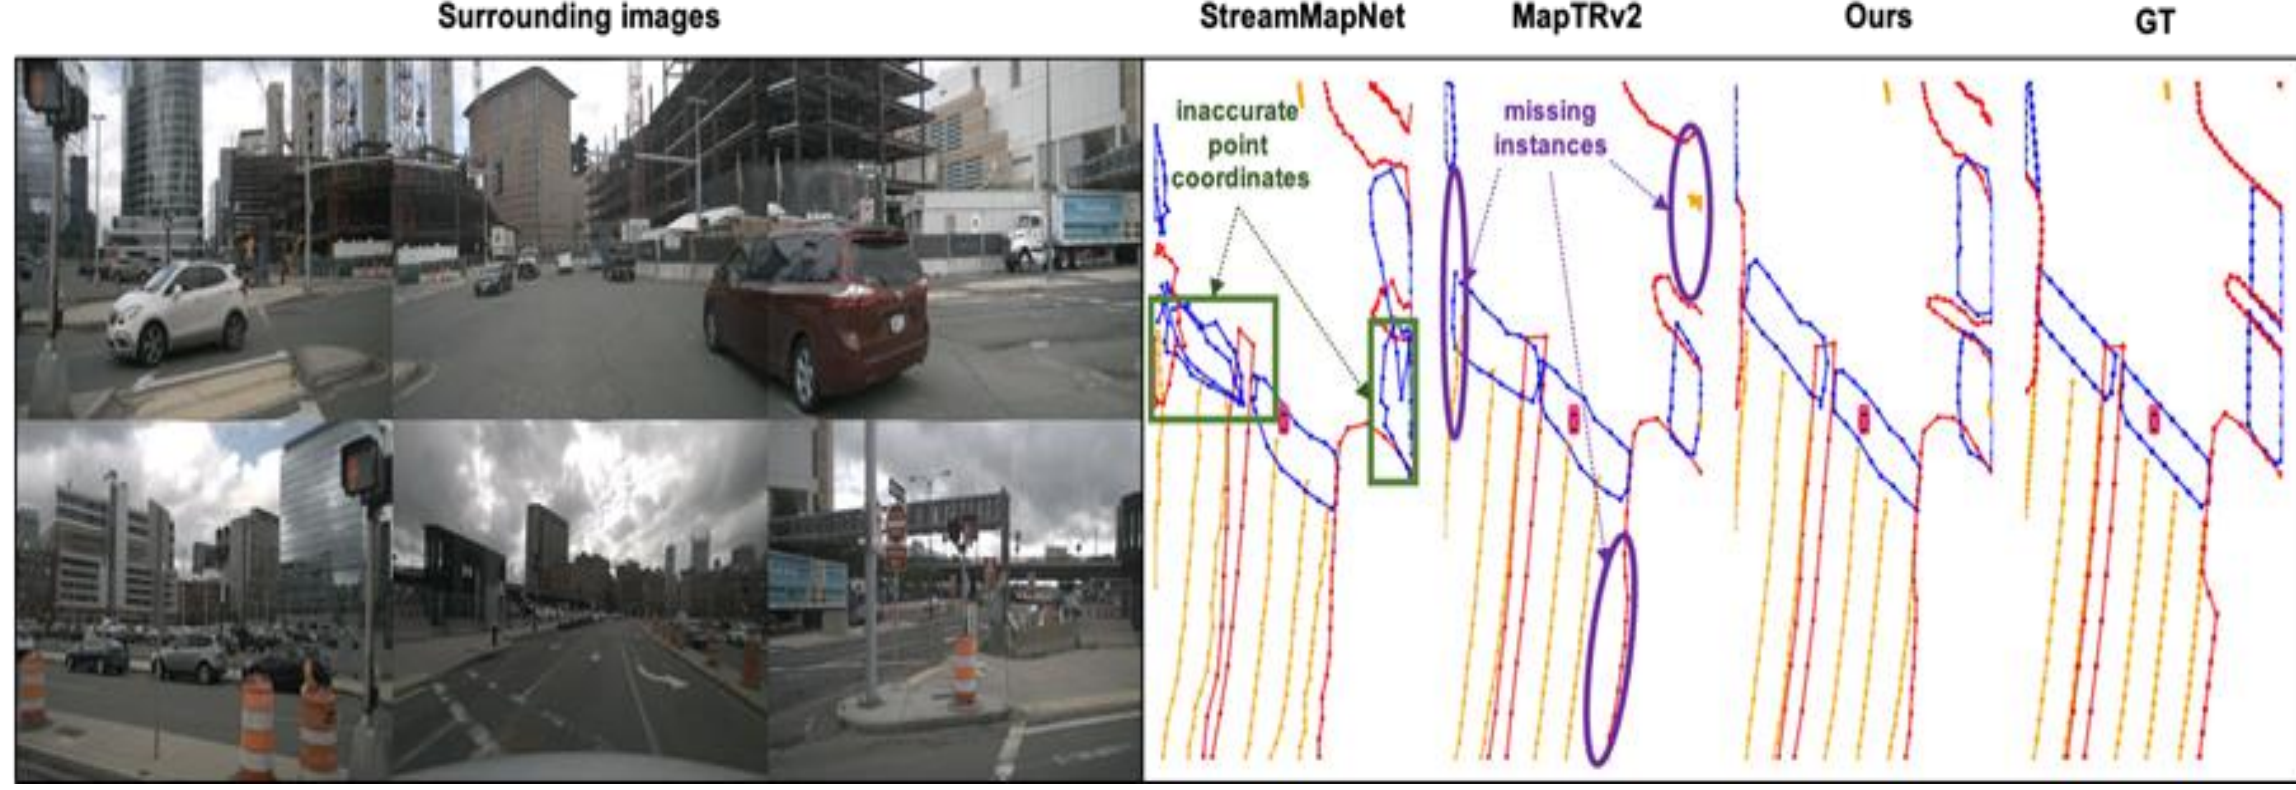 Surrounding images
StreamMapNet
MapTRv2
Ours
GT
inaccurate
point
coordinates
missing
instances